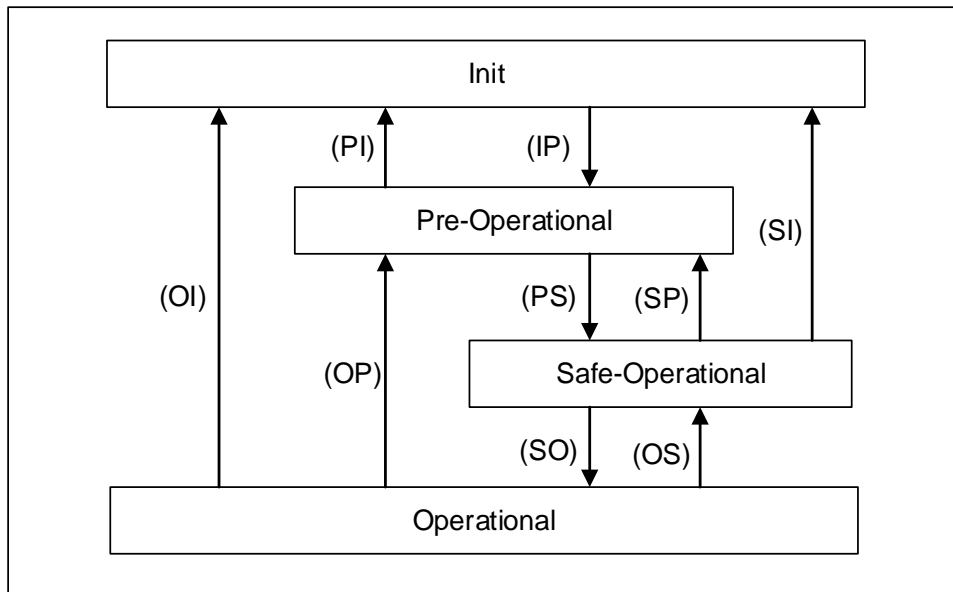 Init
(PI)
(IP)
Pre-Operational
(SI)
(OI)
(PS)
(SP)
(OP)
Safe-Operational
(SO)
(OS)
Operational